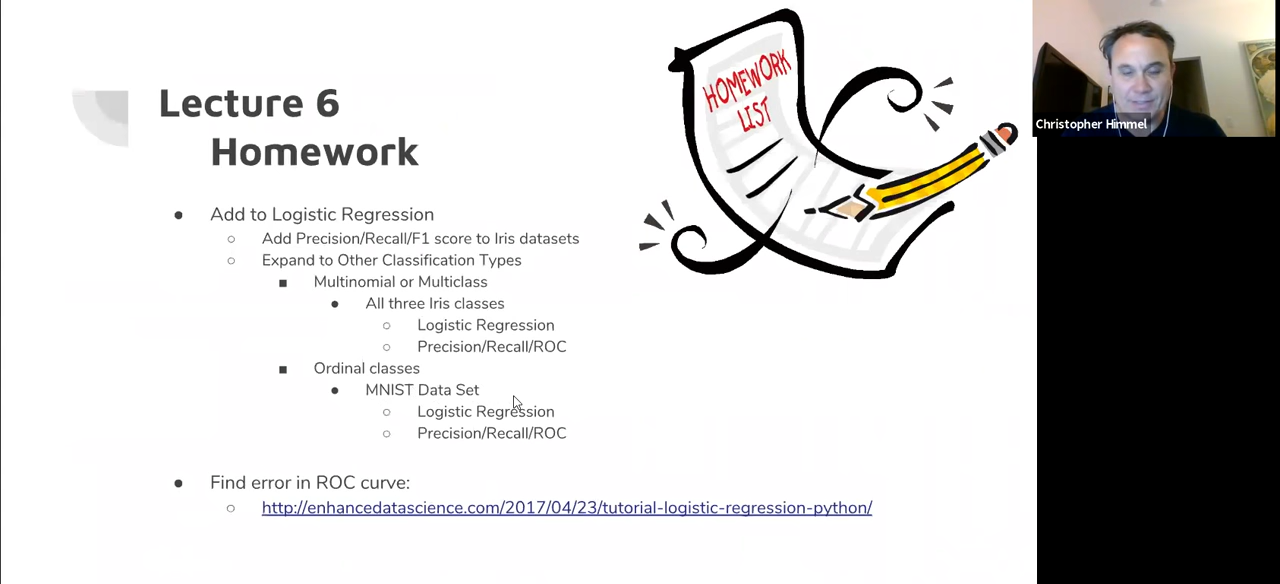 Lecture 6
Homework
HOMEWORK
LIST
Christopher Himmel
Add to Logistic Regression
Add Precision/Recall/F1 score to Iris datasets
Expand to Other Classification Types
Multinomial or Multiclass
All three Iris classes
Logistic Regression
Precision/Recall/ROC
Ordinal classes
MNIST Data Set
Logistic Regression
Precision/Recall/ROC
Find error in ROC curve:
http://enhancedatascience.com/2017/04/23/tutorial-logistic-regression-python/